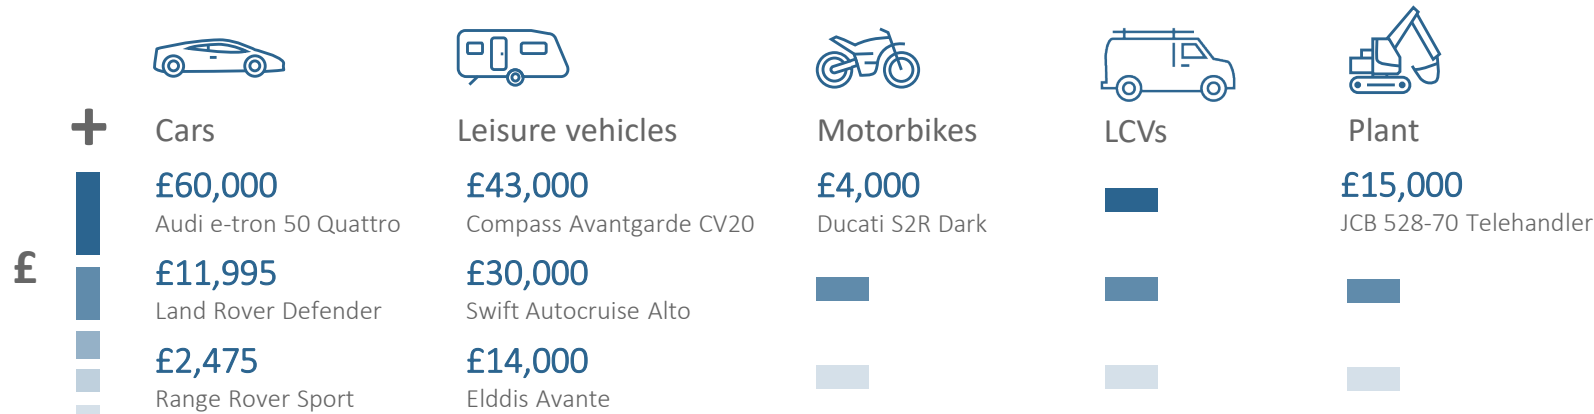 +
Cars
Leisure vehicles
Motorbikes
LCVs
Plant
£60,000
£43,000
£4,000
£15,000
Audi e-tron 50 Quattro
Compass Avantgarde CV20
Ducati S2R Dark
JCB 528-70 Telehandler
£
£11,995
£30,000
Land Rover Defender
Swift Autocruise Alto
£2,475
£14,000
Range Rover Sport
Elddis Avante